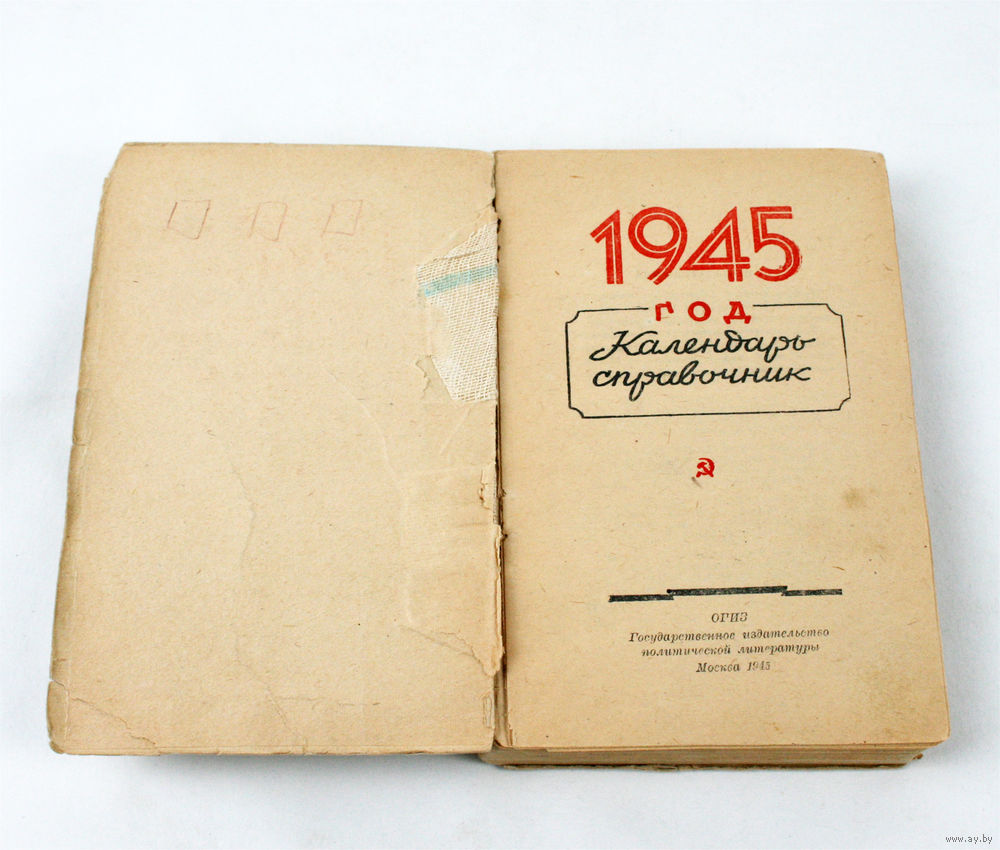 1945
ГОД
Календарь
справочник
ОГИЗ
Государственное издательство
политической литературы
Москва 1945
www.ay.by